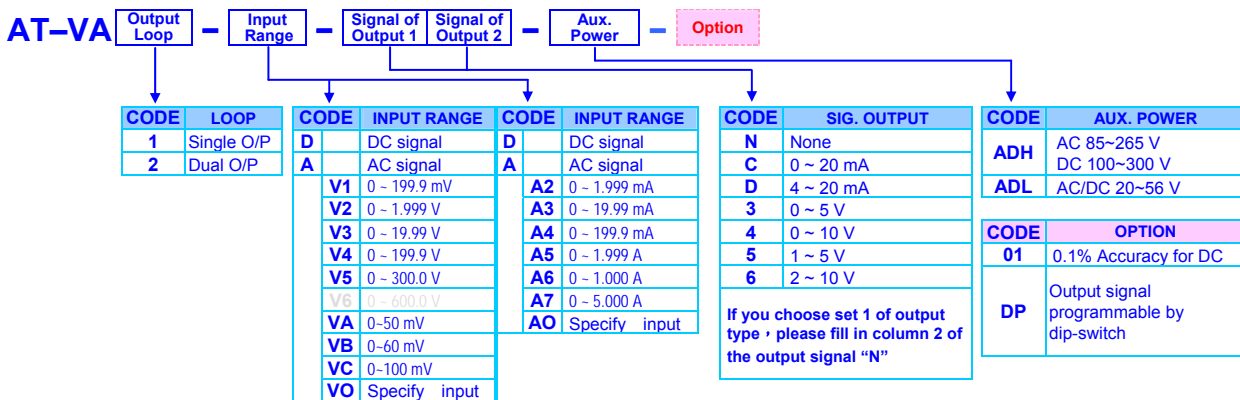 AT–VA Output Loop – Input Range – Signal of Output 1 Signal of Output 2 – Aux. Power – Option
CODE LOOP
1 Single O/P
2 Dual O/P
CODE INPUT RANGE
D DC signal
A AC signal
V1 0 ~ 199.9 mV
V2 0 ~ 1.999 V
V3 0 ~ 19.99 V
V4 0 ~ 199.9 V
V5 0 ~ 300.0 V
V6 0 ~ 600.0 V
VA 0~50 mV
VB 0~60 mV
VC 0~100 mV
VO Specify input
CODE INPUT RANGE
D DC signal
A AC signal
A2 0 ~ 1.999 mA
A3 0 ~ 19.99 mA
A4 0 ~ 199.9 mA
A5 0 ~ 1.999 A
A6 0 ~ 1.000 A
A7 0 ~ 5.000 A
AO Specify input
CODE SIG. OUTPUT
N None
C 0 ~ 20 mA
D 4 ~ 20 mA
3 0 ~ 5 V
4 0 ~ 10 V
5 1 ~ 5 V
6 2 ~ 10 V
If you choose set 1 of output
type，please fill in column 2 of
the output signal “N”
CODE AUX. POWER
ADH AC 85~265 V
DC 100~300 V
ADL AC/DC 20~56 V
CODE OPTION
01 0.1% Accuracy for DC
DP Output signal
programmable by
dip-switch